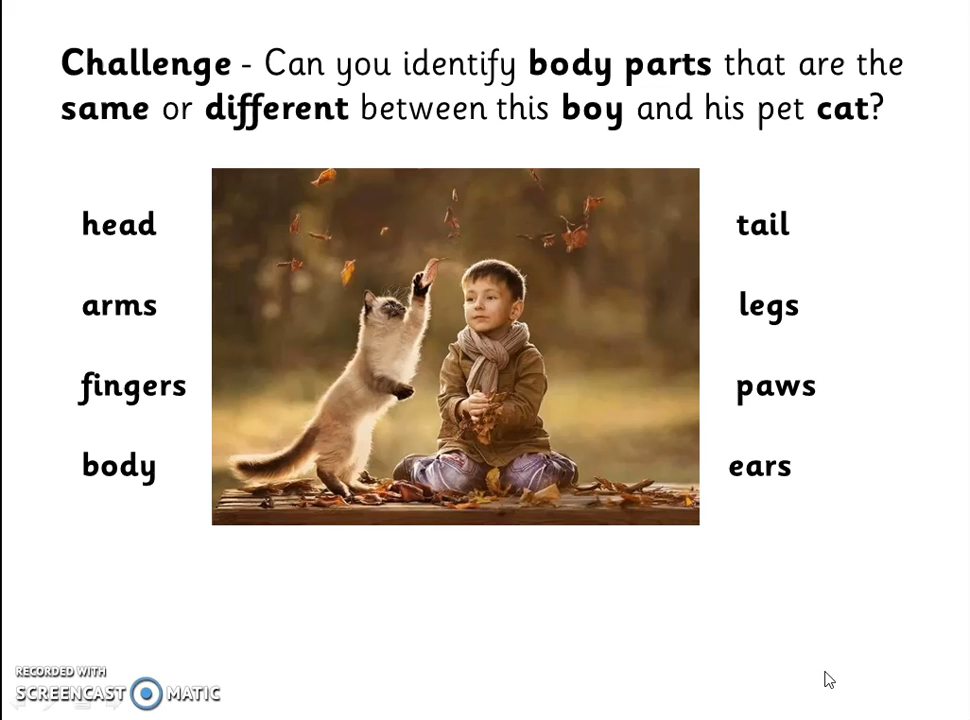 Challenge - Can you identify body parts that are the
same or different between this boy and his pet cat?
head
arms
fingers
body
tail
legs
paws
ears
RECORDED WITH
SCREENCAST MATIC